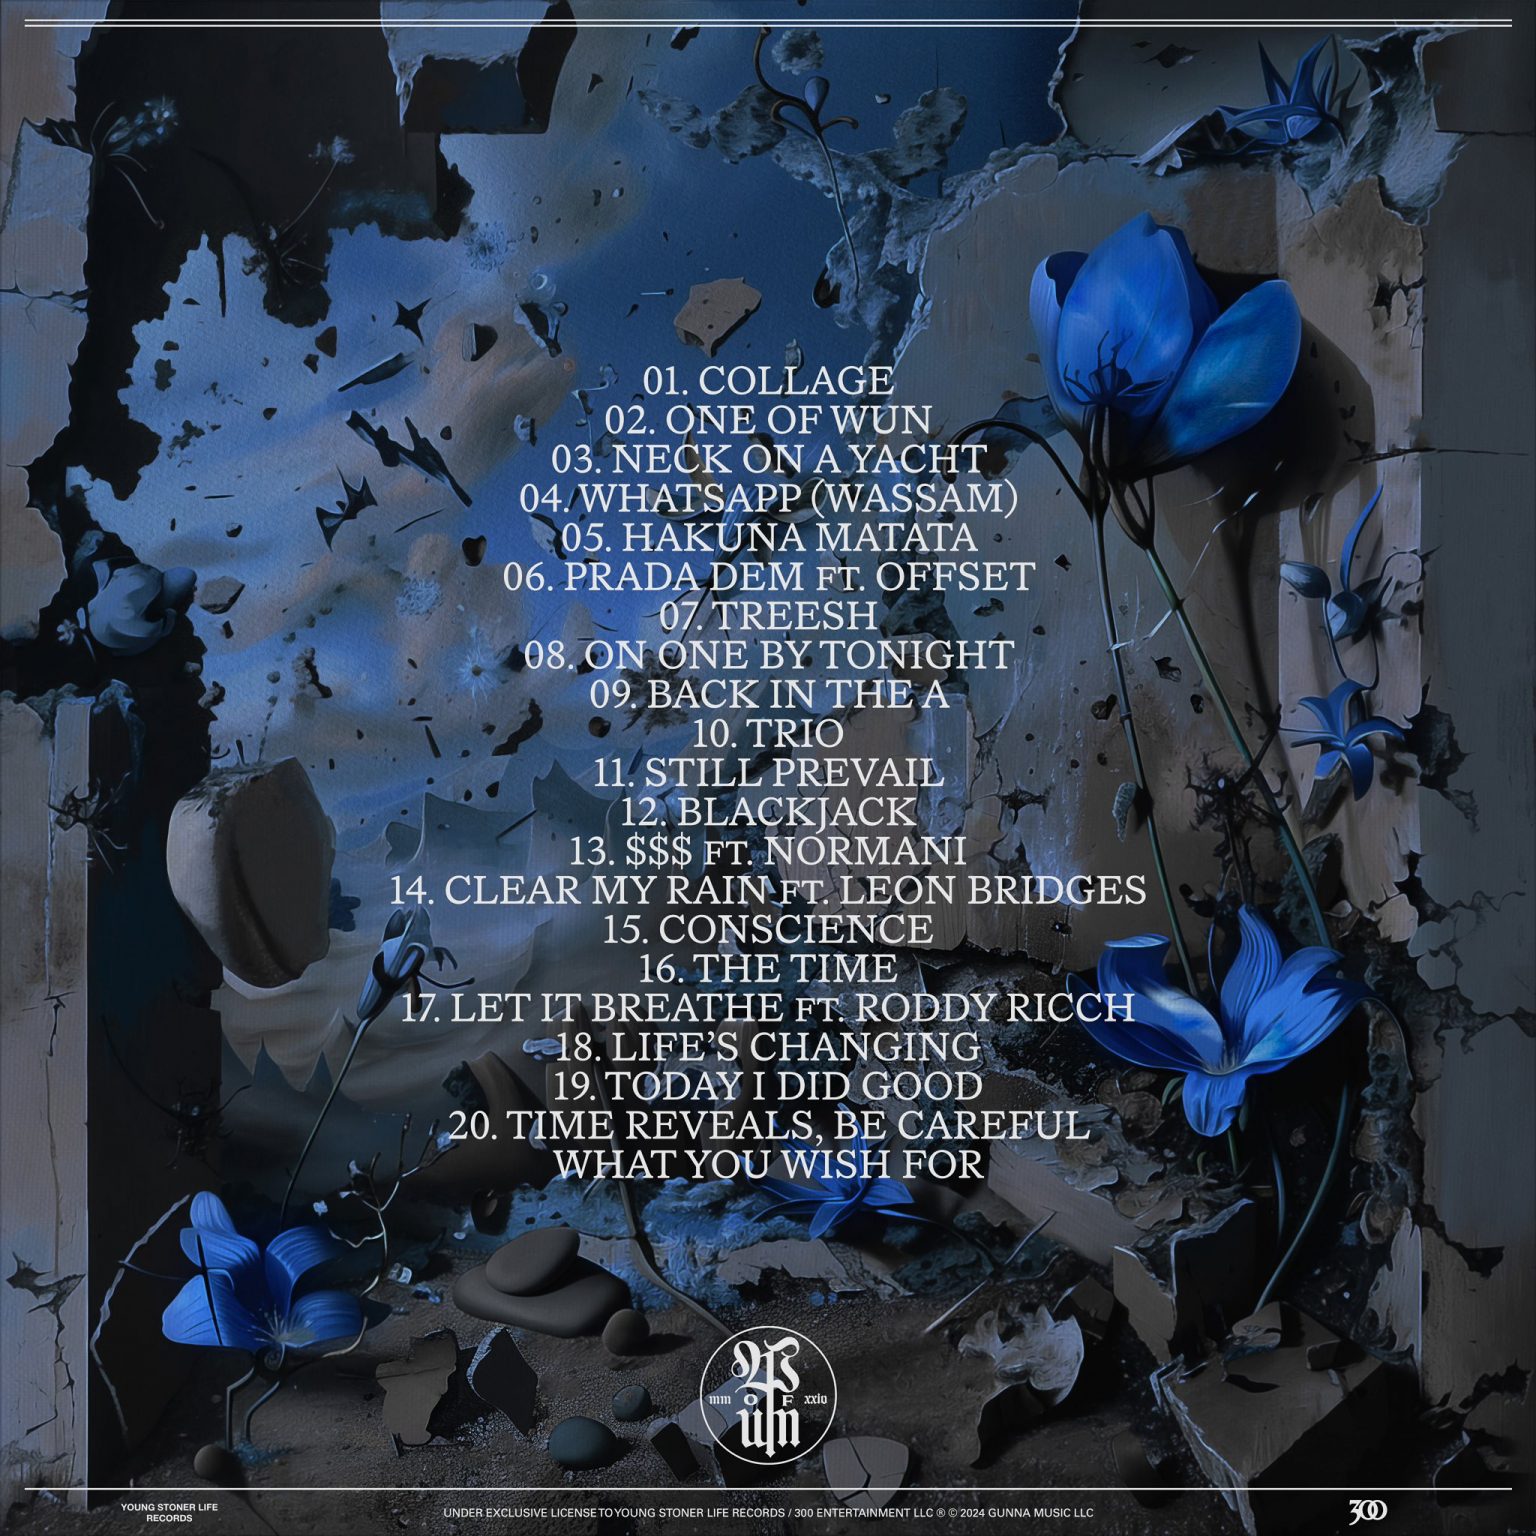 01. COLLAGE
02. ONE OF WUN
03. NECK ON A YACHT
04. WHATSAPP (WASSAM)
05. HAKUNA MATATA
06. PRADA DEM FT. OFFSET
07. TREESH
08. ON ONE BY TONIGHT
09. BACK IN THE A
10. TRIO
11. STILL PREVAIL
12. BLACKJACK
13. $$$ FT. NORMANI
14. CLEAR MY RAIN FT. LEON BRIDGES
15. CONSCIENCE
16. THE TIME
17. LET IT BREATHE FT. RODDY RICCH
18. LIFE’S CHANGING
19. TODAY I DID GOOD
20. TIME REVEALS, BE CAREFUL
WHAT YOU WISH FOR
mm OF xxiv
YOUNG STONER LIFE
RECORDS
UNDER EXCLUSIVE LICENSE TO YOUNG STONER LIFE RECORDS / 300 ENTERTAINMENT LLC ® © 2024 GUNNA MUSIC LLC
300